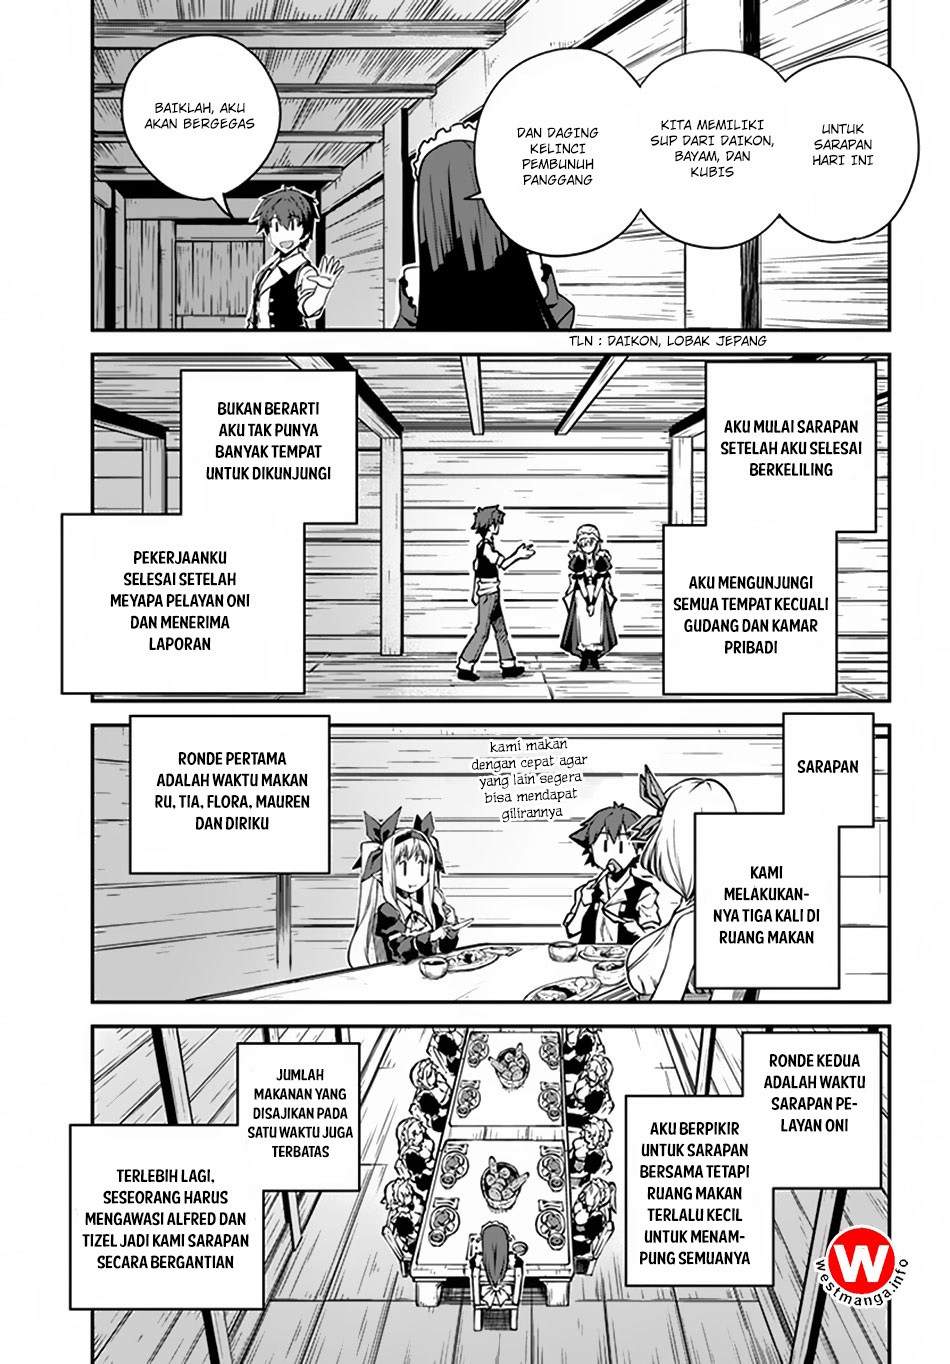 UNTUK
SARAPAN
HARI INI
KITA MEMILIKI
SUP DARI DAIKON,
BAYAM, DAN
KUBIS
DAN DAGING
KELINCI
PEMBUNUH
PANGGANG
BAIKLAH, AKU
AKAN BERGEGAS
TLN : DAIKON, LOBAK JEPANG
AKU MULAI SARAPAN
SETELAH AKU SELESAI
BERKELILING
AKU MENGUNJUNGI
SEMUA TEMPAT KECUALI
GUDANG DAN KAMAR
PRIBADI
BUKAN BERARTI
AKU TAK PUNYA
BANYAK TEMPAT
UNTUK DIKUNJUNGI
PEKERJAANKU
SELESAI SETELAH
MEYAPA PELAYAN ONI
DAN MENERIMA
LAPORAN
SARAPAN
KAMI
MELAKUKAN-
NYA TIGA KALI DI
RUANG MAKAN
kami makan
dengan cepat agar
yang lain segera
bisa mendapat
gilirannya
RONDE PERTAMA
ADALAH WAKTU MAKAN
RU, TIA, FLORA, MAUREN
DAN DIRIKU
RONDE KEDUA
ADALAH WAKTU
SARAPAN PE-
LAYAN ONI
AKU BERPIKIR
UNTUK SARAPAN
BERSAMA TETAPI
RUANG MAKAN
TERLALU KECIL
UNTUK MENAM-
PUNG SEMUANYA
JUMLAH
MAKANAN YANG
DISAJIKAN PADA
SATU WAKTU JUGA
TERBATAS
TERLEBIH LAGI,
SESEORANG HARUS
MENGAWASI ALFRED DAN
TIZEL JADI KAMI SARAPAN
SECARA BERGANTIAN
W
westmanga.info